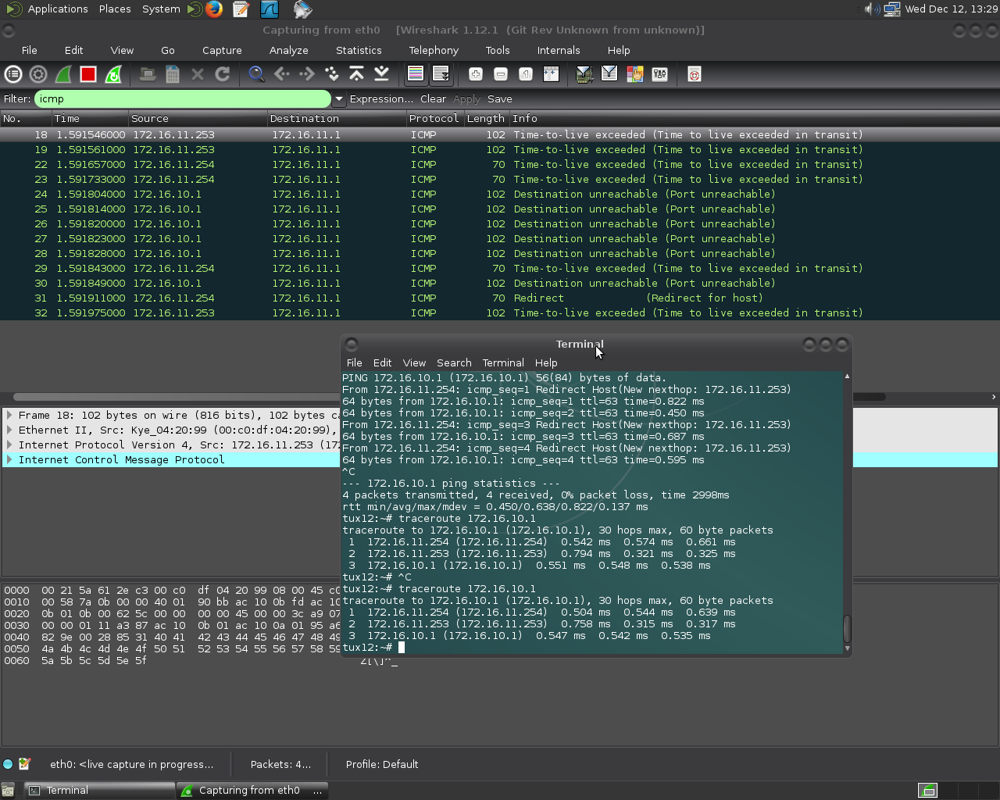 Applications Places System Wed Dec 12, 13:29
Capturing from eth0 [Wireshark 1.12.1 (Git Rev Unknown from unknown)]
File Edit View Go Capture Analyze Statistics Telephony Tools Internals Help
Filter: icmp Expression... Clear Apply Save
No. Time Source Destination Protocol Length Info
18 1.591546000 172.16.11.253 172.16.11.1 ICMP 102 Time-to-live exceeded (Time to live exceeded in transit)
19 1.591561000 172.16.11.253 172.16.11.1 ICMP 102 Time-to-live exceeded (Time to live exceeded in transit)
22 1.591657000 172.16.11.254 172.16.11.1 ICMP 70 Time-to-live exceeded (Time to live exceeded in transit)
23 1.591733000 172.16.11.254 172.16.11.1 ICMP 70 Time-to-live exceeded (Time to live exceeded in transit)
24 1.591804000 172.16.10.1 172.16.11.1 ICMP 102 Destination unreachable (Port unreachable)
25 1.591814000 172.16.10.1 172.16.11.1 ICMP 102 Destination unreachable (Port unreachable)
26 1.591820000 172.16.10.1 172.16.11.1 ICMP 102 Destination unreachable (Port unreachable)
27 1.591823000 172.16.10.1 172.16.11.1 ICMP 102 Destination unreachable (Port unreachable)
28 1.591828000 172.16.10.1 172.16.11.1 ICMP 102 Destination unreachable (Port unreachable)
29 1.591843000 172.16.11.254 172.16.11.1 ICMP 70 Time-to-live exceeded (Time to live exceeded in transit)
30 1.591849000 172.16.10.1 172.16.11.1 ICMP 102 Destination unreachable (Port unreachable)
31 1.591911000 172.16.11.254 172.16.11.1 ICMP 70 Redirect (Redirect for host)
32 1.591975000 172.16.11.253 172.16.11.1 ICMP 102 Time-to-live exceeded (Time to live exceeded in transit)
Frame 18: 102 bytes on wire (816 bits), 102 bytes ca
Ethernet II, Src: Kye_04:20:99 (00:c0:df:04:20:99),
Internet Protocol Version 4, Src: 172.16.11.253 (17
Internet Control Message Protocol
0000 00 21 5a 61 2e c3 00 c0 df 04 20 99 08 00 45 c0
0010 00 58 7a 0b 00 00 40 01 90 bb ac 10 0b fd ac 10
0020 0b 01 0b 00 62 5c 00 00 00 00 45 00 00 3c a9 07
0030 00 00 01 11 a3 87 ac 10 0b 01 ac 10 0a 01 95 a6
0040 82 9e 00 28 85 31 40 41 42 43 44 45 46 47 48 49
0050 4a 4b 4c 4d 4e 4f 50 51 52 53 54 55 56 57 58 59
0060 5a 5b 5c 5d 5e 5f Z[\]^_
Terminal
File Edit View Search Terminal Help
PING 172.16.10.1 (172.16.10.1) 56(84) bytes of data.
From 172.16.11.254: icmp_seq=1 Redirect Host(New nexthop: 172.16.11.253)
64 bytes from 172.16.10.1: icmp_seq=1 ttl=63 time=0.822 ms
64 bytes from 172.16.10.1: icmp_seq=2 ttl=63 time=0.450 ms
From 172.16.11.254: icmp_seq=3 Redirect Host(New nexthop: 172.16.11.253)
64 bytes from 172.16.10.1: icmp_seq=3 ttl=63 time=0.687 ms
From 172.16.11.254: icmp_seq=4 Redirect Host(New nexthop: 172.16.11.253)
64 bytes from 172.16.10.1: icmp_seq=4 ttl=63 time=0.595 ms
^C
--- 172.16.10.1 ping statistics ---
4 packets transmitted, 4 received, 0% packet loss, time 2998ms
rtt min/avg/max/mdev = 0.450/0.638/0.822/0.137 ms
tux12:~# traceroute 172.16.10.1
traceroute to 172.16.10.1 (172.16.10.1), 30 hops max, 60 byte packets
1 172.16.11.254 (172.16.11.254) 0.542 ms 0.574 ms 0.661 ms
2 172.16.11.253 (172.16.11.253) 0.794 ms 0.321 ms 0.325 ms
3 172.16.10.1 (172.16.10.1) 0.551 ms 0.548 ms 0.538 ms
tux12:~# ^C
tux12:~# traceroute 172.16.10.1
traceroute to 172.16.10.1 (172.16.10.1), 30 hops max, 60 byte packets
1 172.16.11.254 (172.16.11.254) 0.504 ms 0.544 ms 0.639 ms
2 172.16.11.253 (172.16.11.253) 0.758 ms 0.315 ms 0.317 ms
3 172.16.10.1 (172.16.10.1) 0.547 ms 0.542 ms 0.535 ms
tux12:~#
eth0: <live capture in progress... Packets: 4... Profile: Default
Terminal Capturing from eth0 ...